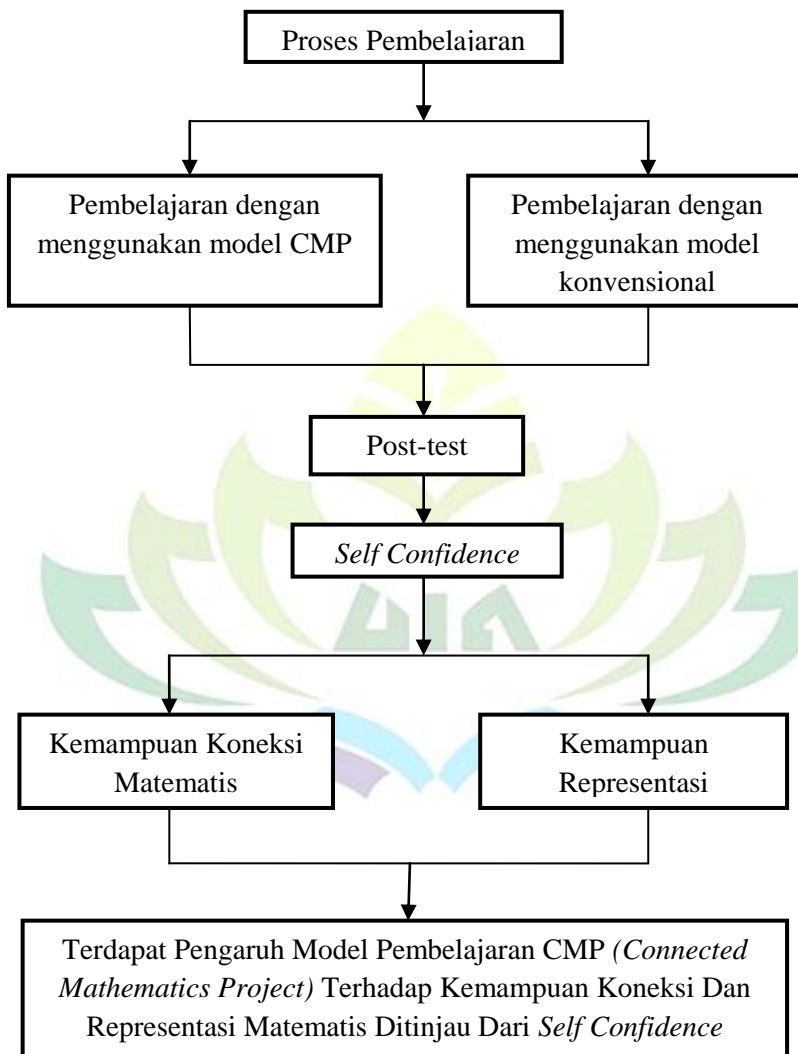 Proses Pembelajaran
Pembelajaran dengan
menggunakan model CMP
Pembelajaran dengan
menggunakan model
konvensional
Post-test
Self Confidence
UIN
Kemampuan Koneksi
Matematis
Kemampuan
Representasi
Terdapat Pengaruh Model Pembelajaran CMP (Connected
Mathematics Project) Terhadap Kemampuan Koneksi Dan
Representasi Matematis Ditinjau Dari Self Confidence